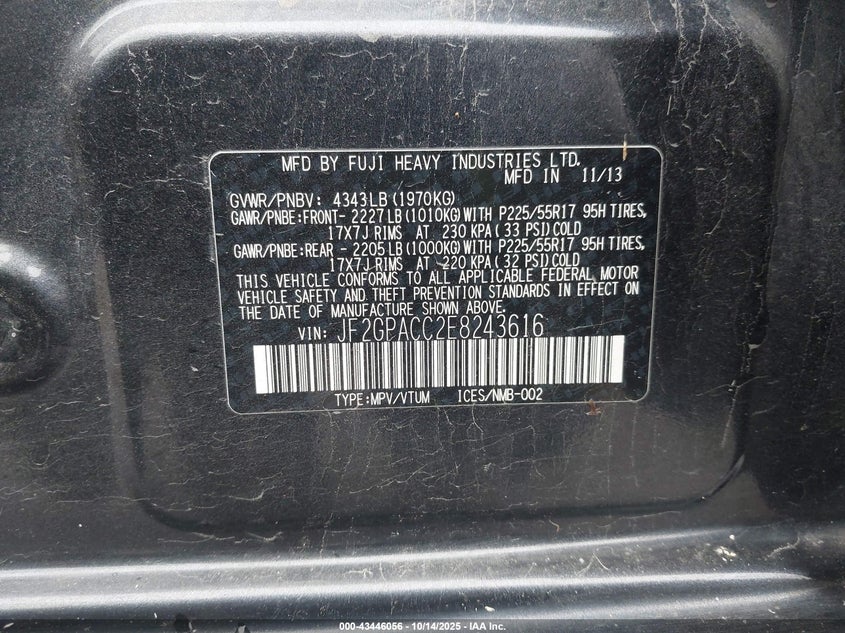 MFD BY FUJI HEAVY INDUSTRIES LTD.
MFD IN 11/13
GVWR/PNBV: 4343LB(1970KG)
GAWR/PNBE:FRONT- 2227LB(1010KG)WITH P225/55R17 95H TIRES,
17X7J RIMS AT 230 KPA(33 PSI)COLD
GAWR/PNBE:REAR - 2205LB(1000KG)WITH P225/55R17 95H TIRES,
17X7J RIMS AT 220 KPA(32 PSI)COLD
THIS VEHICLE CONFORMS TO ALL APPLICABLE FEDERAL MOTOR
VEHICLE SAFETY AND THEFT PREVENTION STANDARDS IN EFFECT ON
THE DATE OF MANUFACTURE SHOWN ABOVE.
VIN: JF2GPACC2E8243616
TYPE:MPV/VTUM ICES/NMB-002
000-43446056 - 10/14/2025 - IAA Inc.